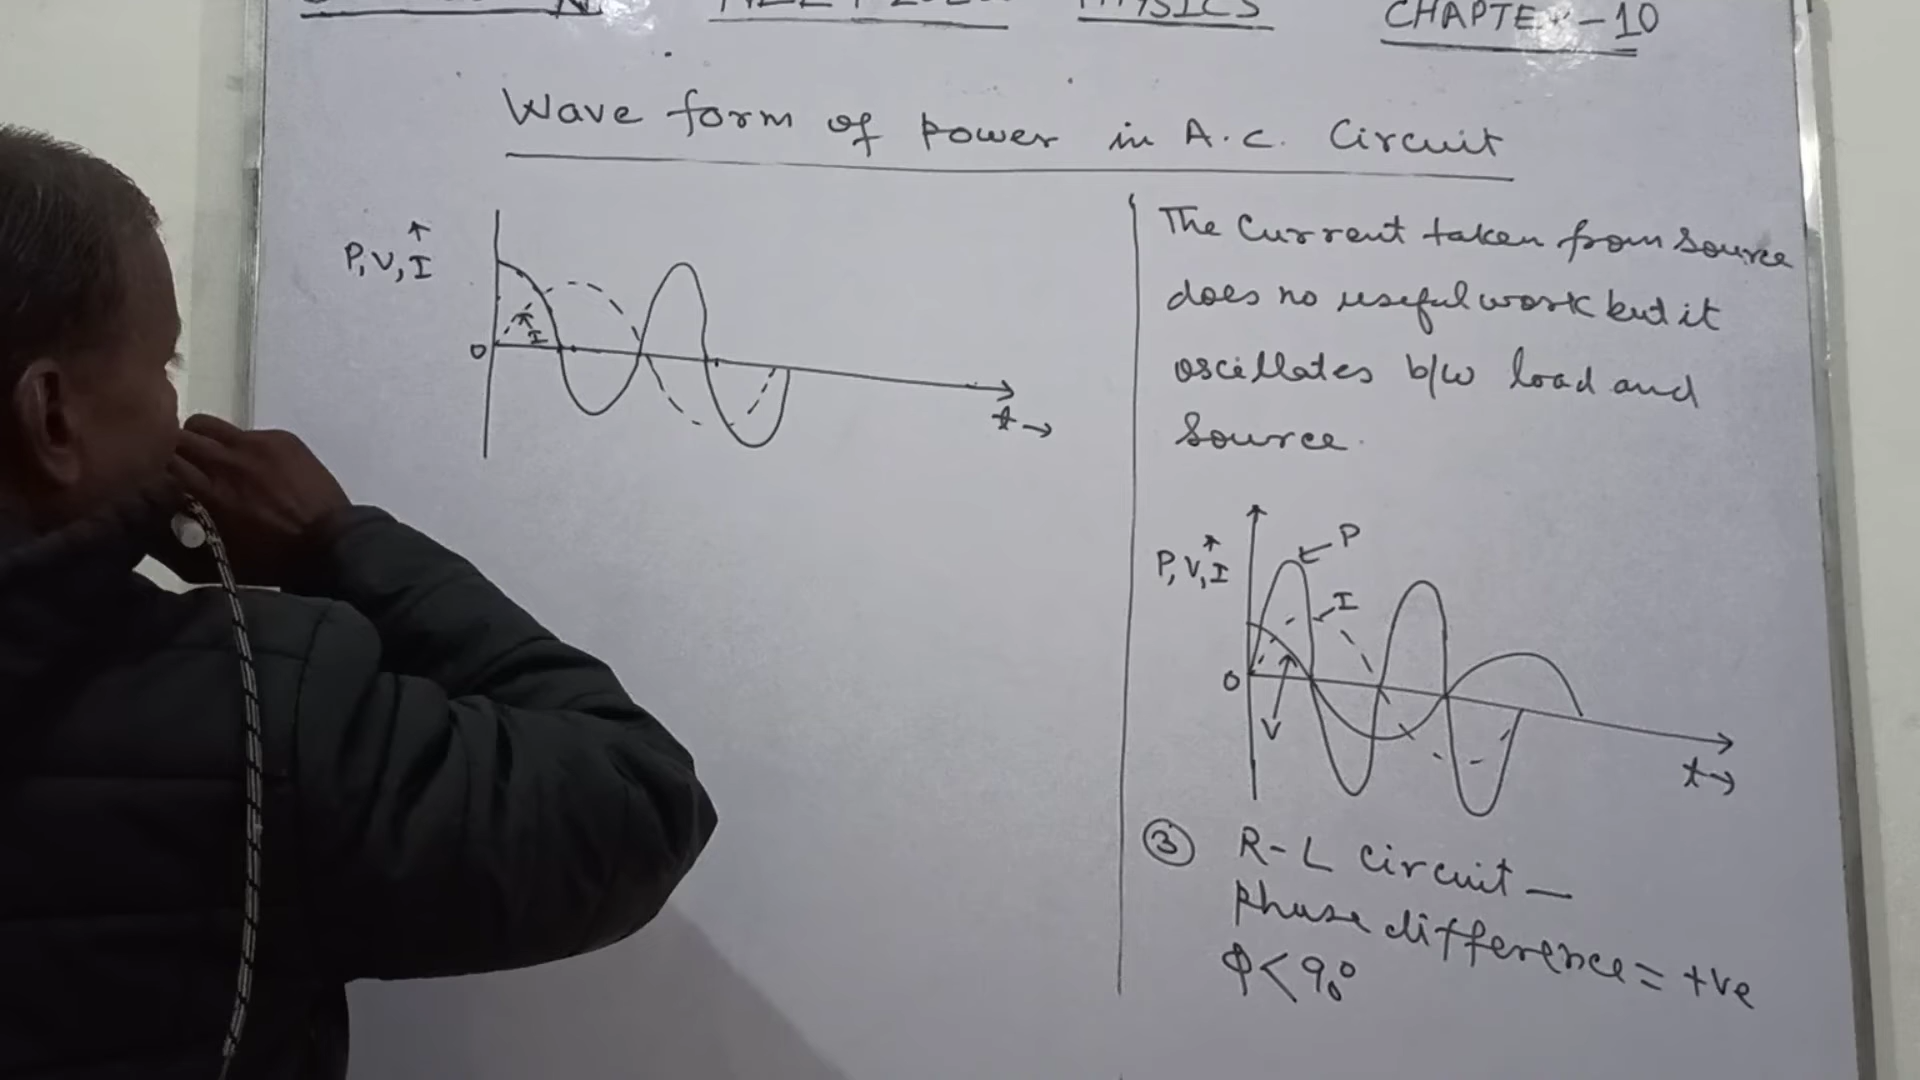 PHYSICS CHAPTER-10
Wave form of power in A.C. Circuit
P, V, I
I
0
t →
The Current taken from source
does no useful work but it
oscillates b/w load and
Source.
P
P, V, I
I
0
V
t →
③ R-L circuit —
phase difference = +ve
φ < 90°